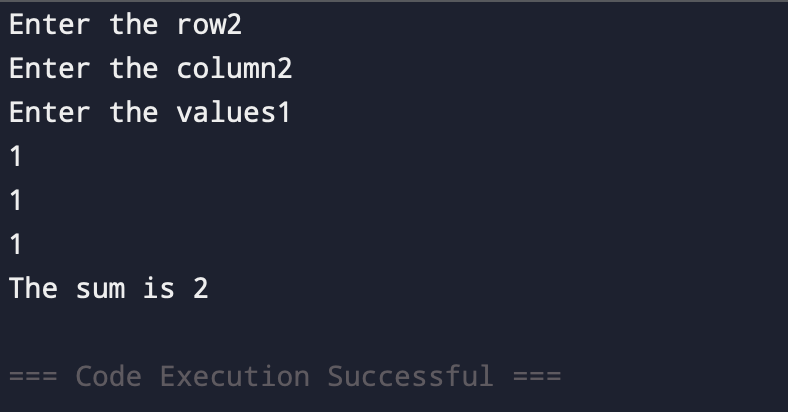 Enter the row2
Enter the column2
Enter the values1
1
1
1
The sum is 2
=== Code Execution Successful ===